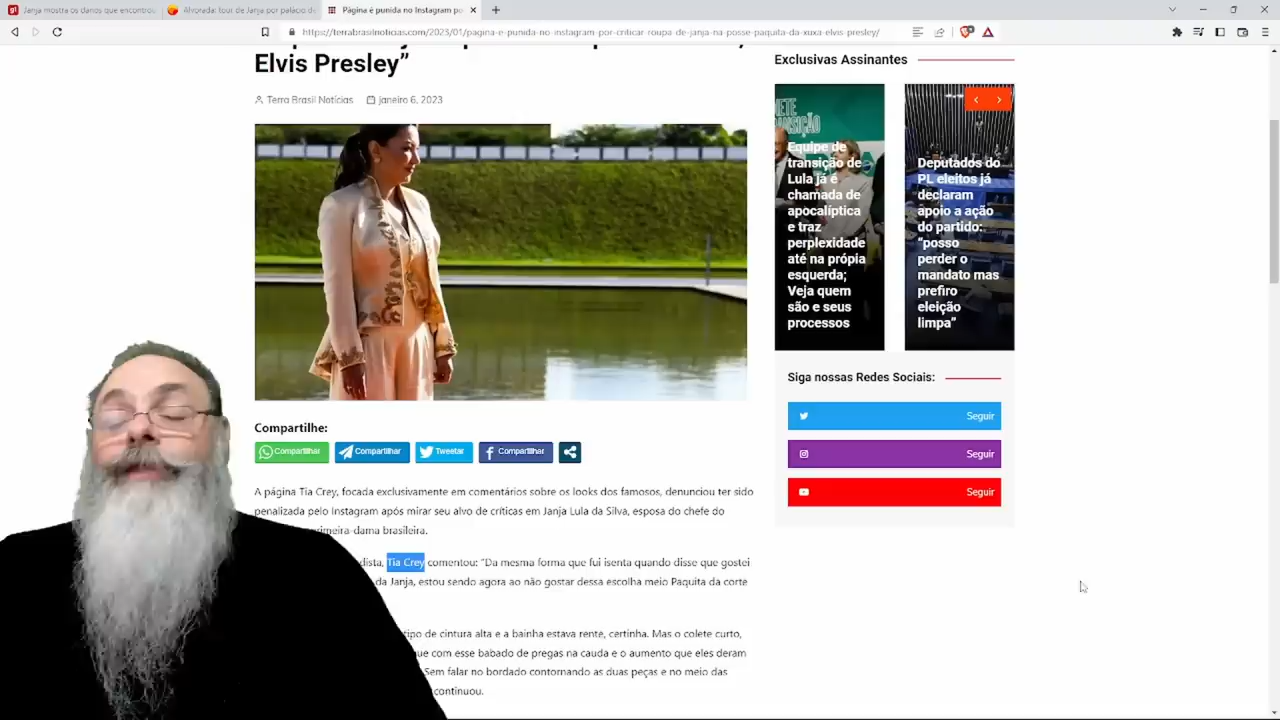 Janja mostra os danos que encontrou
Alvorada: tour de Janja por palácio d
Página é punida no Instagram po
https://terrabrasilnoticias.com/2023/01/pagina-e-punida-no-instagram-por-criticar-roupa-de-janja-na-posse-paquita-da-xuxa-elvis-presley/
Elvis Presley”
Terra Brasil Notícias janeiro 6, 2023
Compartilhe:
Compartilhar Compartilhar Tweetar Compartilhar
A página Tia Crey, focada exclusivamente em comentários sobre os looks dos famosos, denunciou ter sido
penalizada pelo Instagram após mirar seu alvo de críticas em Janja Lula da Silva, esposa do chefe do
primeira-dama brasileira.
dista, Tia Crey comentou: “Da mesma forma que fui isenta quando disse que gostei
da Janja, estou sendo agora ao não gostar dessa escolha meio Paquita da corte
tipo de cintura alta e a bainha estava rente, certinha. Mas o colete curto,
que com esse babado de pregas na cauda e o aumento que eles deram
Sem falar no bordado contornando as duas peças e no meio das
continuou.
Exclusivas Assinantes
Equipe de
transição de
Lula já é
chamada de
apocalíptica
e traz
perplexidade
até na própia
esquerda;
Veja quem
são e seus
processos
Deputados do
PL eleitos já
declaram
apoio a ação
do partido:
“posso
perder o
mandato mas
prefiro
eleição
limpa”
Siga nossas Redes Sociais:
Seguir
Seguir
Seguir